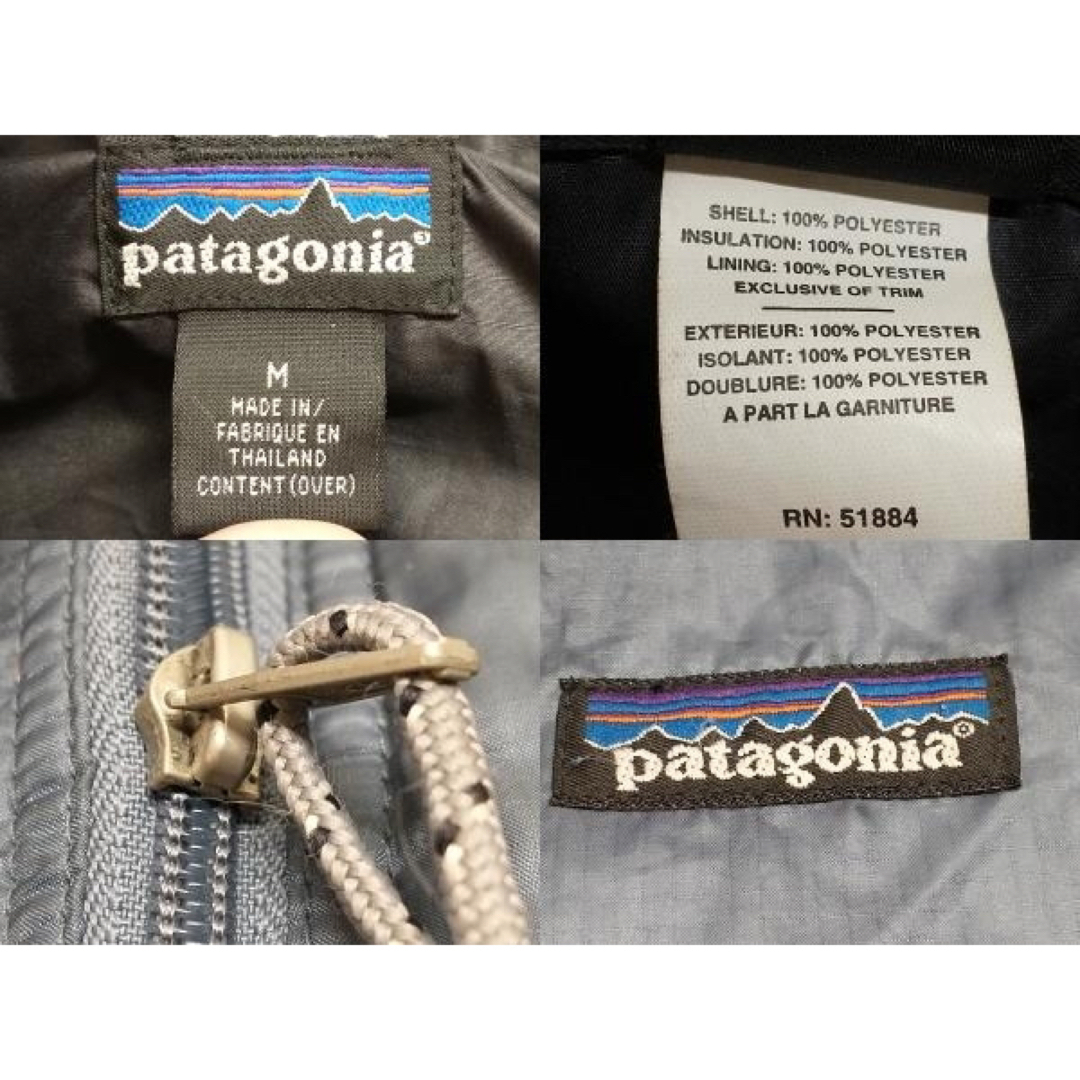 patagonia®
M
MADE IN/
FABRIQUE EN
THAILAND
CONTENT (OVER)
SHELL: 100% POLYESTER
INSULATION: 100% POLYESTER
LINING: 100% POLYESTER
EXCLUSIVE OF TRIM
EXTERIEUR: 100% POLYESTER
ISOLANT: 100% POLYESTER
DOUBLURE: 100% POLYESTER
A PART LA GARNITURE
RN: 51884
patagonia®